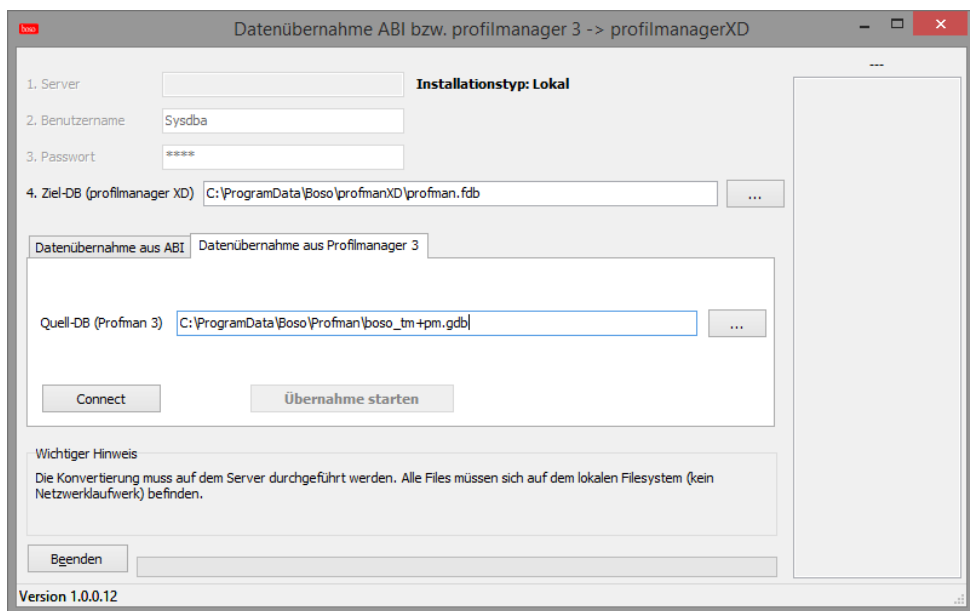 boso
Datenübernahme ABI bzw. profilmanager 3 -> profilmanagerXD
---
1. Server
Installationstyp: Lokal
2. Benutzername
Sysdba
3. Passwort
****
4. Ziel-DB (profilmanager XD)
C:\ProgramData\Boso\profmanXD\profman.fdb
...
Datenübernahme aus ABI
Datenübernahme aus Profilmanager 3
Quell-DB (Profman 3)
C:\ProgramData\Boso\Profman\boso_tm+pm.gdb
...
Connect
Übernahme starten
Wichtiger Hinweis
Die Konvertierung muss auf dem Server durchgeführt werden. Alle Files müssen sich auf dem lokalen Filesystem (kein
Netzwerklaufwerk) befinden.
Beenden
Version 1.0.0.12